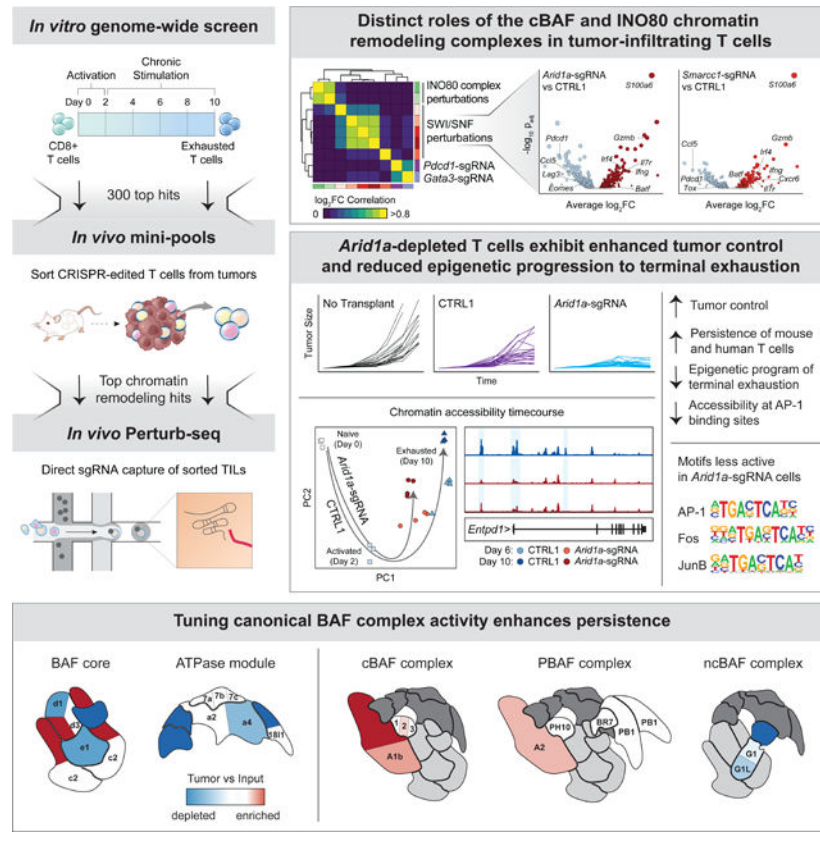 In vitro genome-wide screen
Chronic
Activation Stimulation
Day 0 2 4 6 8 10
CD8+
T cells
Exhausted
T cells
300 top hits
In vivo mini-pools
Sort CRISPR-edited T cells from tumors
Top chromatin
remodeling hits
In vivo Perturb-seq
Direct sgRNA capture of sorted TILs
Distinct roles of the cBAF and INO80 chromatin
remodeling complexes in tumor-infiltrating T cells
INO80 complex
perturbations
SWI/SNF
perturbations
Pdcd1-sgRNA
Gata3-sgRNA
log2FC Correlation
0 >0.8
Arid1a-sgRNA
vs CTRL1
S100a6
Pdcd1
Gzmb
Ccl5
Irf4
Il7r
Lag3
Ifng
Eomes
Batf
-log10 Padj
Average log2FC
Smarcc1-sgRNA
vs CTRL1
S100a6
Ccl5
Gzmb
Irf4
Pdcd1
Batf
Ifng
Tox
Il7r
Cxcr6
Average log2FC
Arid1a-depleted T cells exhibit enhanced tumor control
and reduced epigenetic progression to terminal exhaustion
No Transplant
CTRL1
Arid1a-sgRNA
Tumor Size
Time
Tumor control
Persistence of mouse
and human T cells
Epigenetic program of
terminal exhaustion
Accessibility at AP-1
binding sites
Chromatin accessibility timecourse
Naive
(Day 0)
Exhausted
(Day 10)
Arid1a-sgRNA
CTRL1
Activated
(Day 2)
PC2
PC1
Entpd1>
Day 6: CTRL1 Arid1a-sgRNA
Day 10: CTRL1 Arid1a-sgRNA
Motifs less active
in Arid1a-sgRNA cells
AP-1
Fos
JunB
Tuning canonical BAF complex activity enhances persistence
BAF core
d1
d3
e1
c2
c2
ATPase module
7a 7b 7c
a2
a4
18l1
Tumor vs Input
depleted enriched
cBAF complex
1 2 3
A1b
PBAF complex
PH10
BR7
PB1
PB1
A2
ncBAF complex
G1
G1L